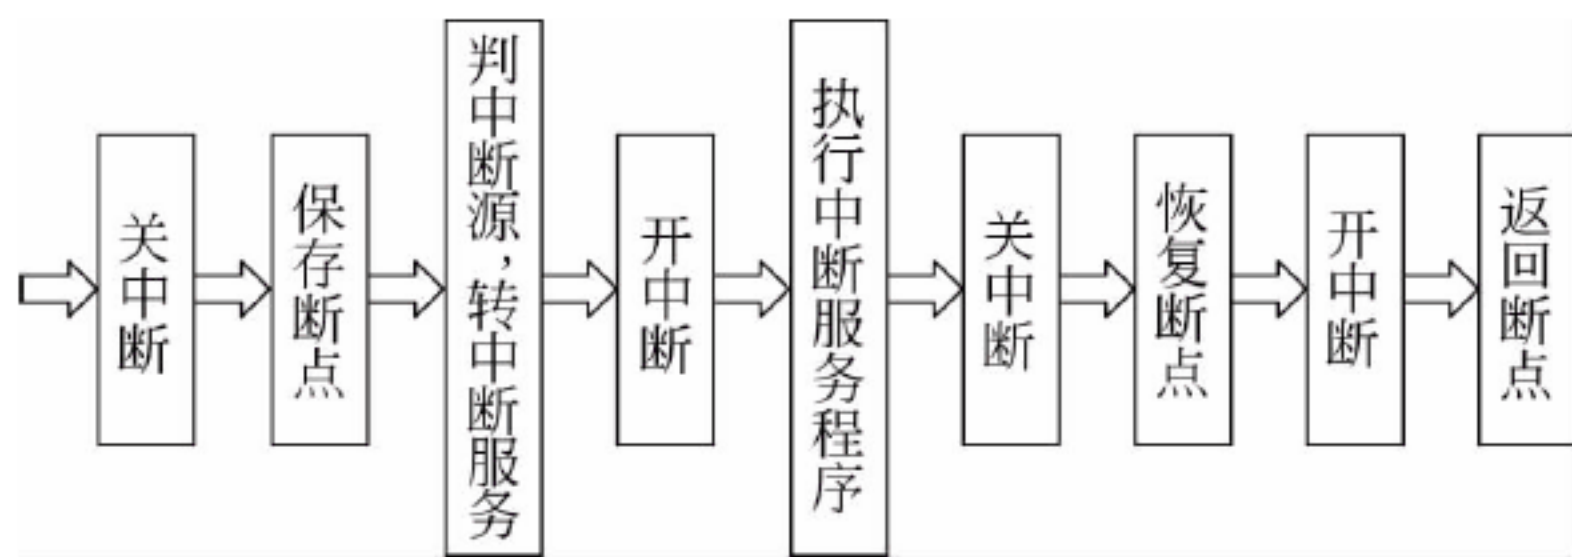 关中断
保存断点
判中断源,转中断服务
开中断
执行中断服务程序
关中断
恢复断点
开中断
返回断点